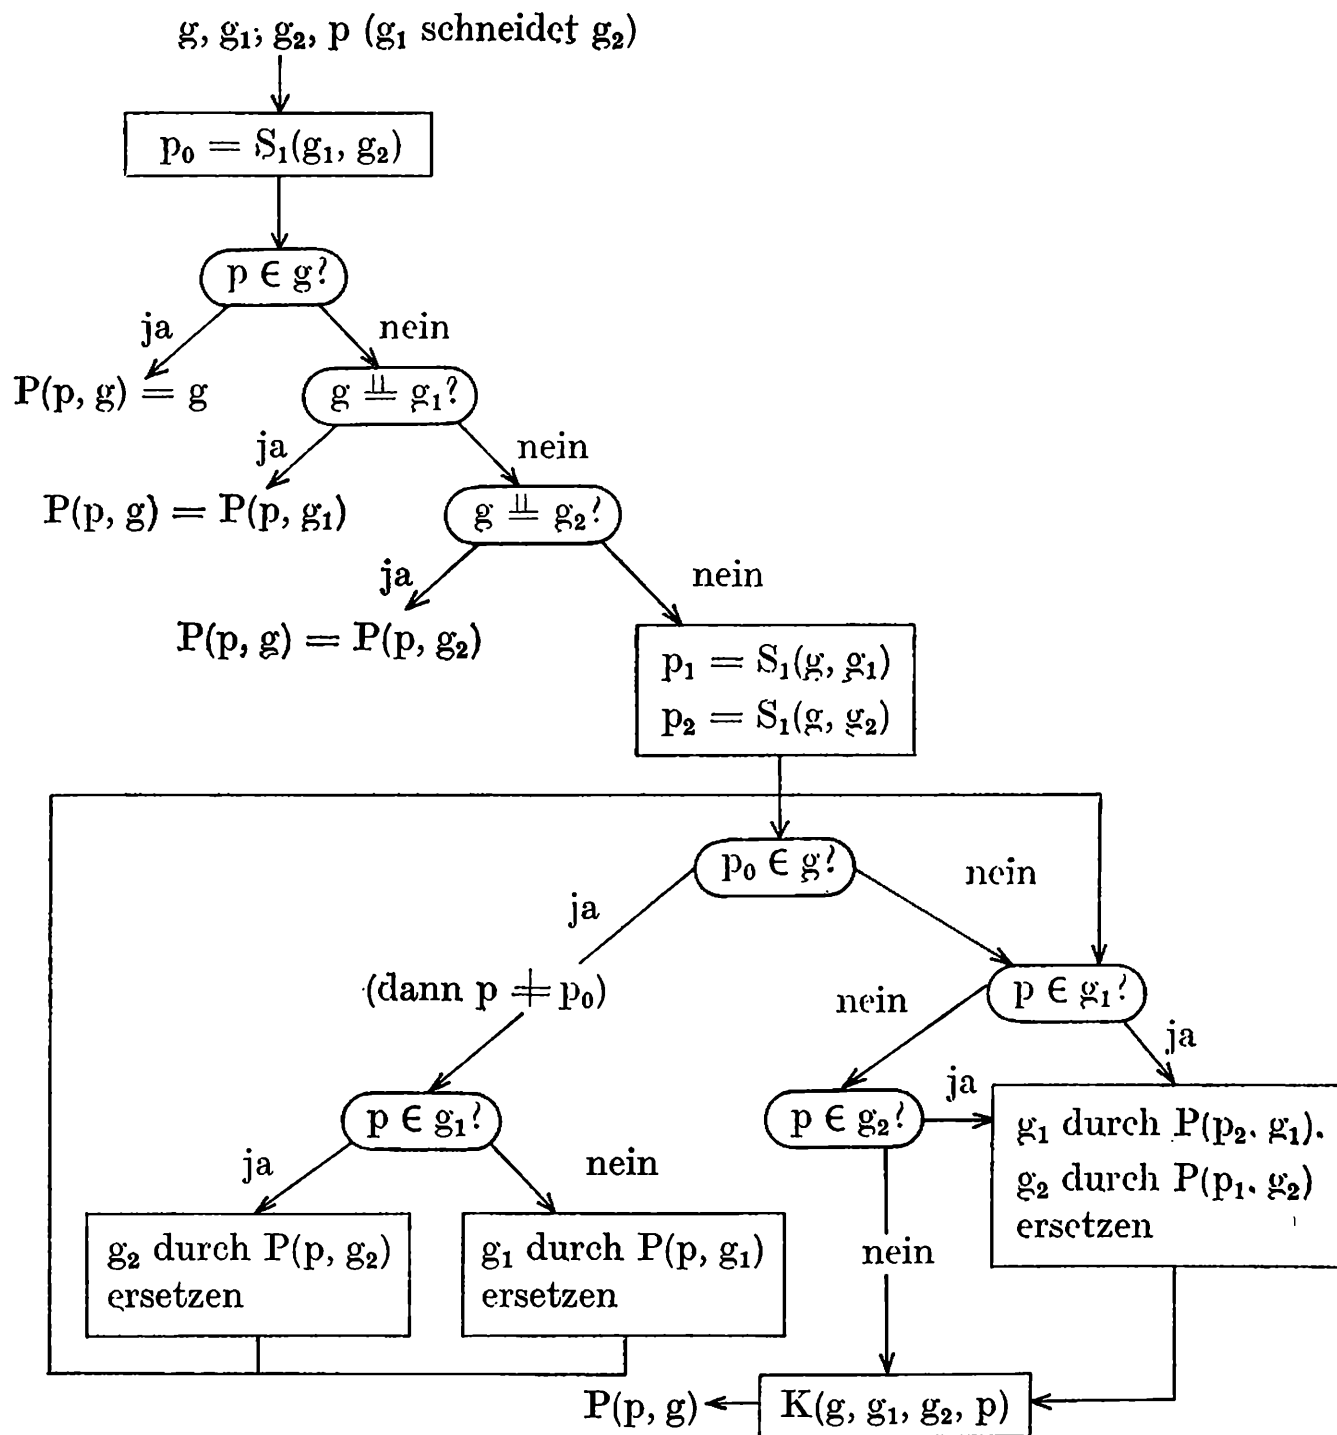 g, g₁, g₂, p (g₁ schneidet g₂)
p₀ = S₁(g₁, g₂)
p ∈ g?
ja
nein
P(p, g) = g
g ⊥⊥ g₁?
ja
nein
P(p, g) = P(p, g₁)
g ⊥⊥ g₂?
ja
nein
P(p, g) = P(p, g₂)
p₁ = S₁(g, g₁)
p₂ = S₁(g, g₂)
p₀ ∈ g?
ja
nein
(dann p ≠ p₀)
p ∈ g₁?
nein
ja
p ∈ g₁?
p ∈ g₂?
ja
ja
nein
nein
g₁ durch P(p₂, g₁),
g₂ durch P(p₁, g₂)
ersetzen
g₂ durch P(p, g₂)
ersetzen
g₁ durch P(p, g₁)
ersetzen
P(p, g)
K(g, g₁, g₂, p)